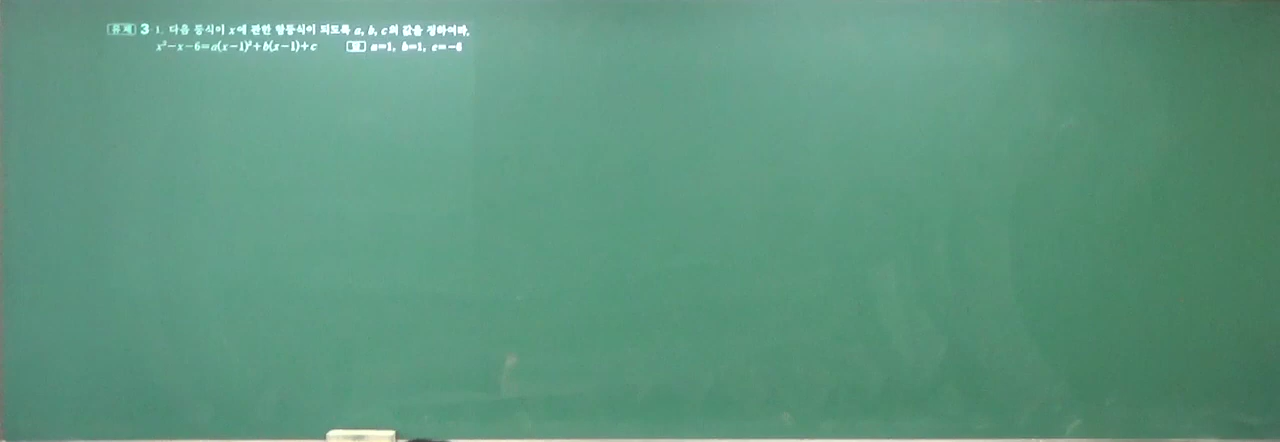 유제 3-1. 다음 등식이 x에 관한 항등식이 되도록 a, b, c의 값을 정하여라.
x²-x-6=a(x-1)²+b(x-1)+c 답 a=1, b=1, c=-6